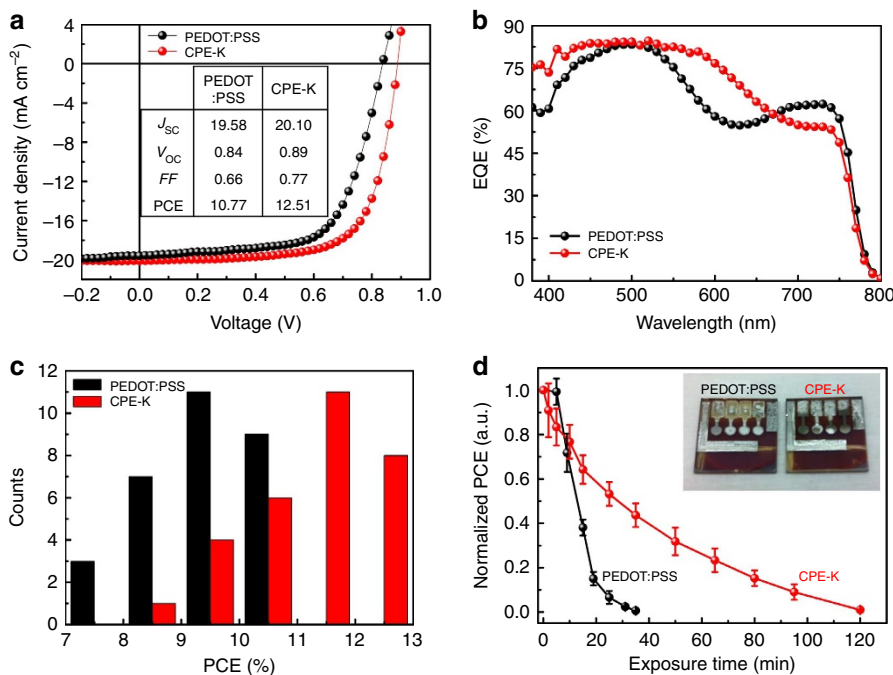 a
4
0
−4
−8
−12
−16
−20
Current density (mA cm−2)
PEDOT:PSS
CPE-K
PEDOT :PSS CPE-K
JSC 19.58 20.10
VOC 0.84 0.89
FF 0.66 0.77
PCE 10.77 12.51
−0.2 0.0 0.2 0.4 0.6 0.8 1.0
Voltage (V)
b
90
75
60
45
30
15
0
EQE (%)
PEDOT:PSS
CPE-K
400 500 600 700 800
Wavelength (nm)
c
12
10
8
6
4
2
0
Counts
PEDOT:PSS
CPE-K
7 8 9 10 11 12 13
PCE (%)
d
1.0
0.8
0.6
0.4
0.2
0.0
Normalized PCE (a.u.)
PEDOT:PSS CPE-K
PEDOT:PSS
CPE-K
0 20 40 60 80 100 120
Exposure time (min)